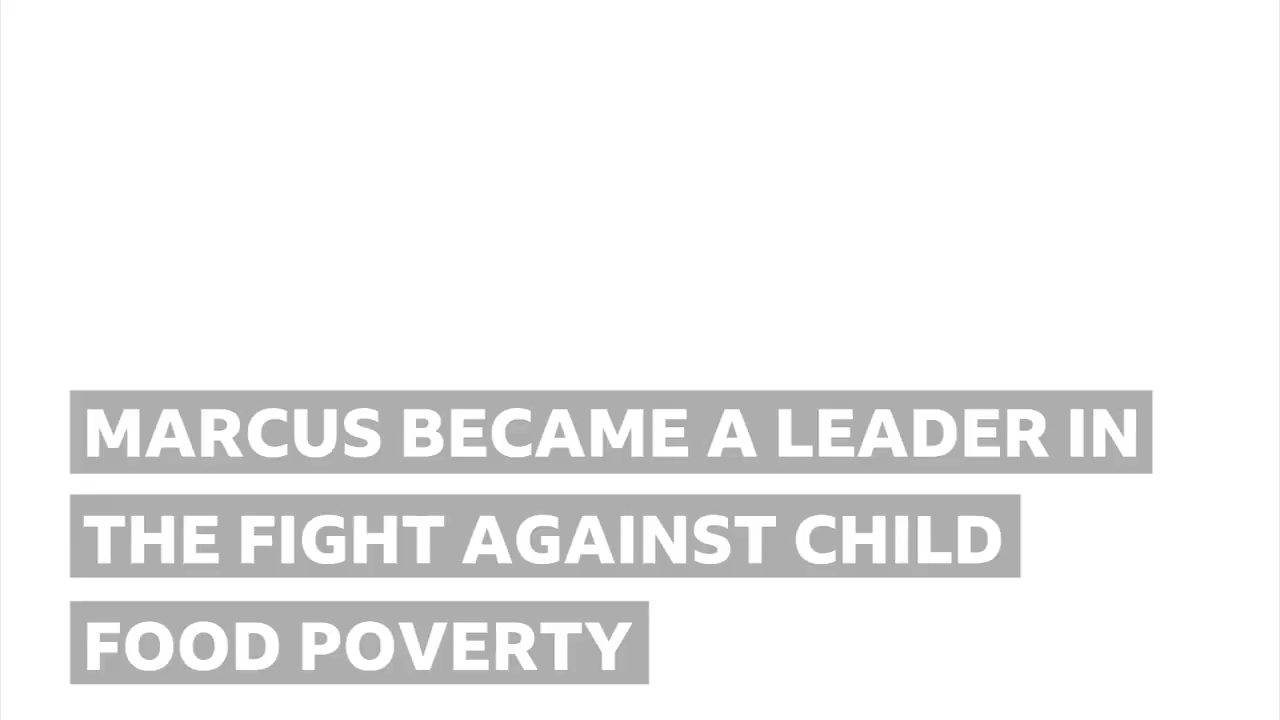 MARCUS BECAME A LEADER IN
THE FIGHT AGAINST CHILD
FOOD POVERTY